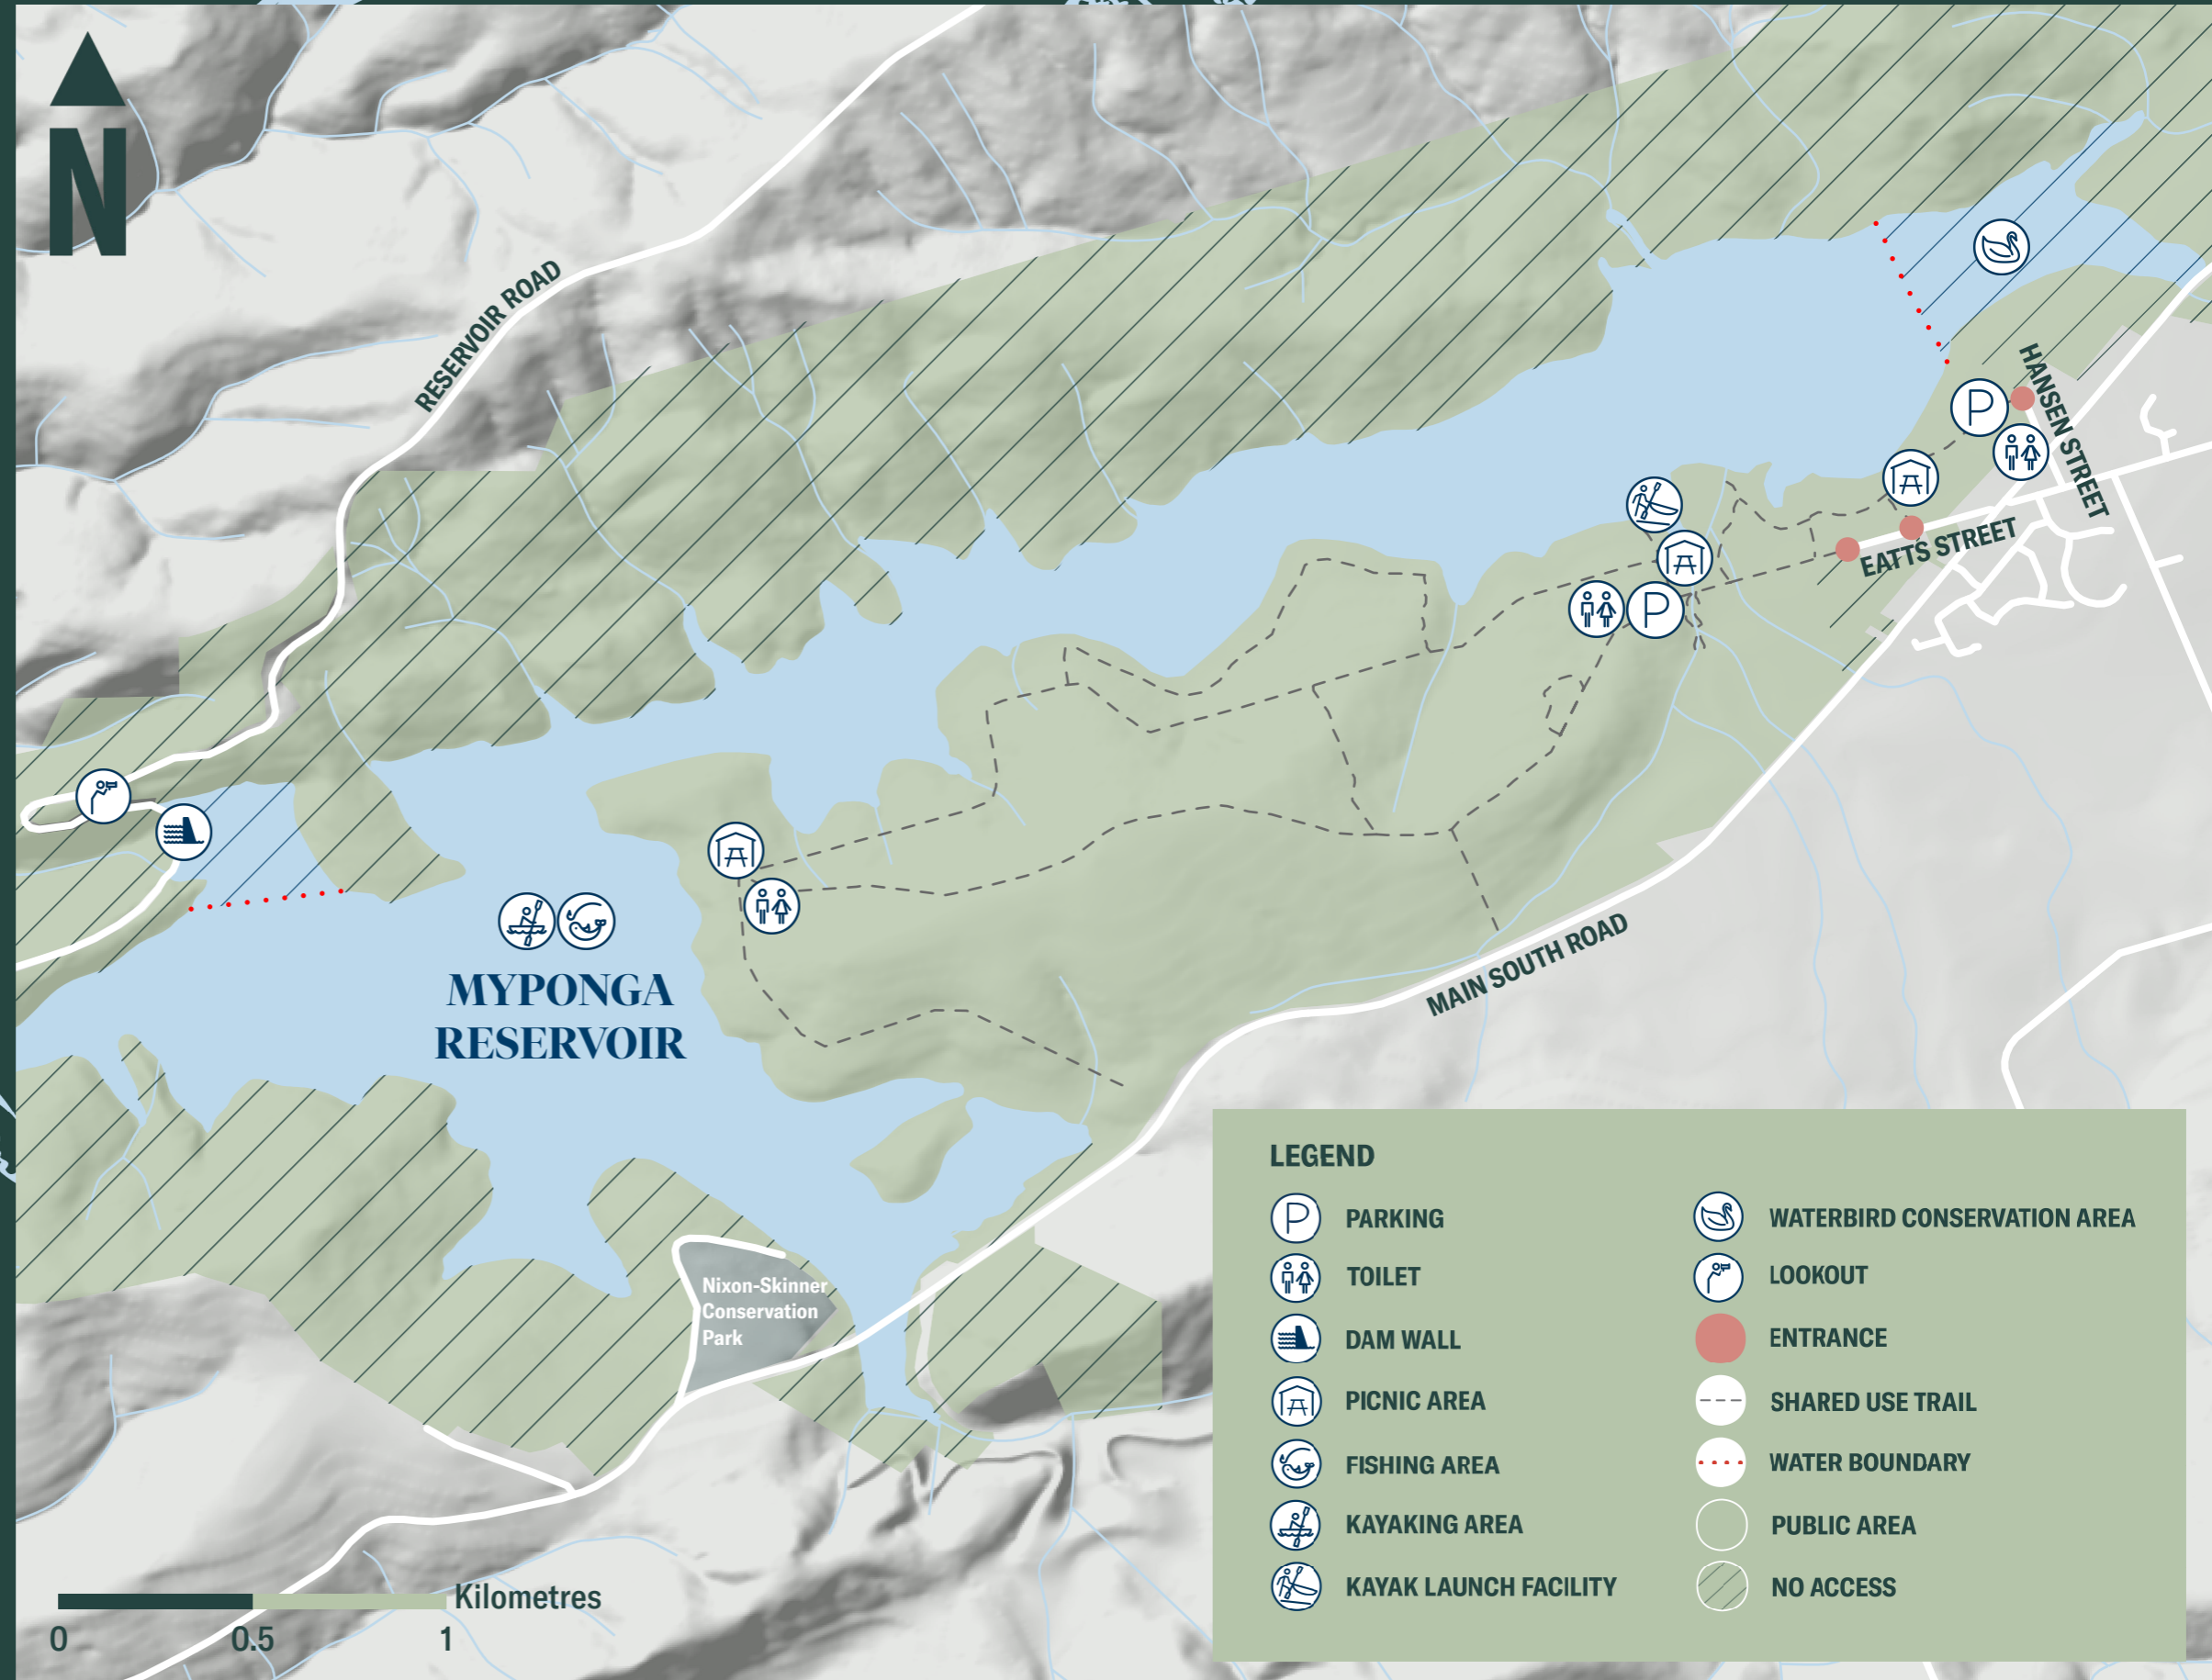 N
RESERVOIR ROAD
HANSEN STREET
P
EATTS STREET
P
MYPONGA
RESERVOIR
MAIN SOUTH ROAD
Nixon-Skinner
Conservation
Park
LEGEND
P PARKING
TOILET
DAM WALL
PICNIC AREA
FISHING AREA
KAYAKING AREA
KAYAK LAUNCH FACILITY
WATERBIRD CONSERVATION AREA
LOOKOUT
ENTRANCE
SHARED USE TRAIL
WATER BOUNDARY
PUBLIC AREA
NO ACCESS
Kilometres
0 0.5 1